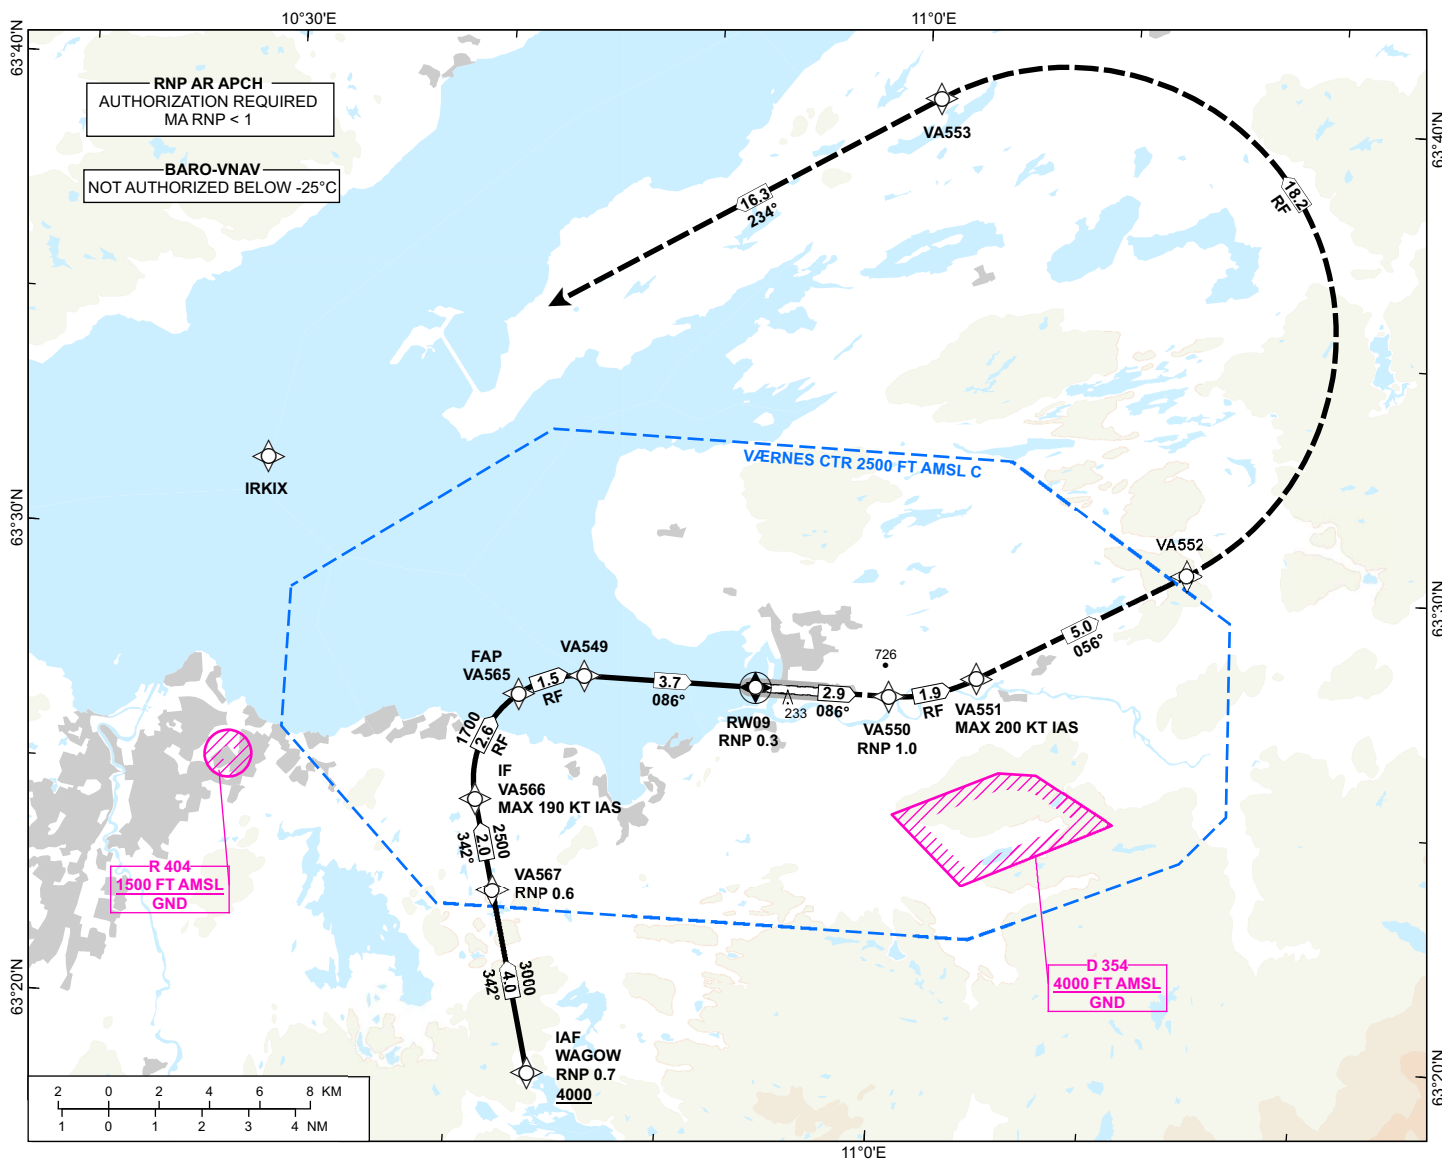 10°30'E
11°0'E
63°40'N
RNP AR APCH
AUTHORIZATION REQUIRED
MA RNP < 1
BARO-VNAV
NOT AUTHORIZED BELOW -25°C
VA553
63°40'N
16.3
234°
18.2
RF
VÆRNES CTR 2500 FT AMSL C
IRKIX
63°30'N
VA552
63°30'N
5.0
056°
FAP
VA565
VA549
1.5
RF
3.7
086°
726
RW09
RNP 0.3
233
2.9
086°
VA550
RNP 1.0
1.9
RF
VA551
MAX 200 KT IAS
1700
2.6
RF
IF
VA566
MAX 190 KT IAS
2500
2.0
342°
VA567
RNP 0.6
R 404
1500 FT AMSL
GND
3000
4.0
342°
D 354
4000 FT AMSL
GND
63°20'N
IAF
WAGOW
RNP 0.7
4000
63°20'N
2 0 2 4 6 8 KM
1 0 1 2 3 4 NM
11°0'E